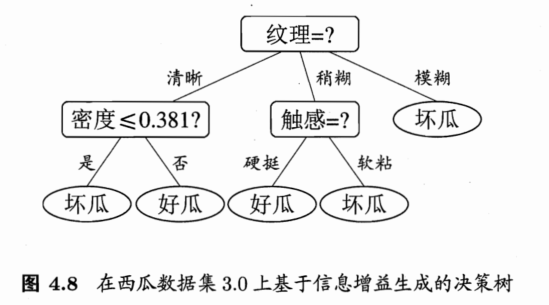 纹理=?
清晰
稍糊
模糊
密度≤0.381?
触感=?
坏瓜
是
否
硬挺
软粘
坏瓜
好瓜
好瓜
坏瓜
图 4.8 在西瓜数据集 3.0 上基于信息增益生成的决策树